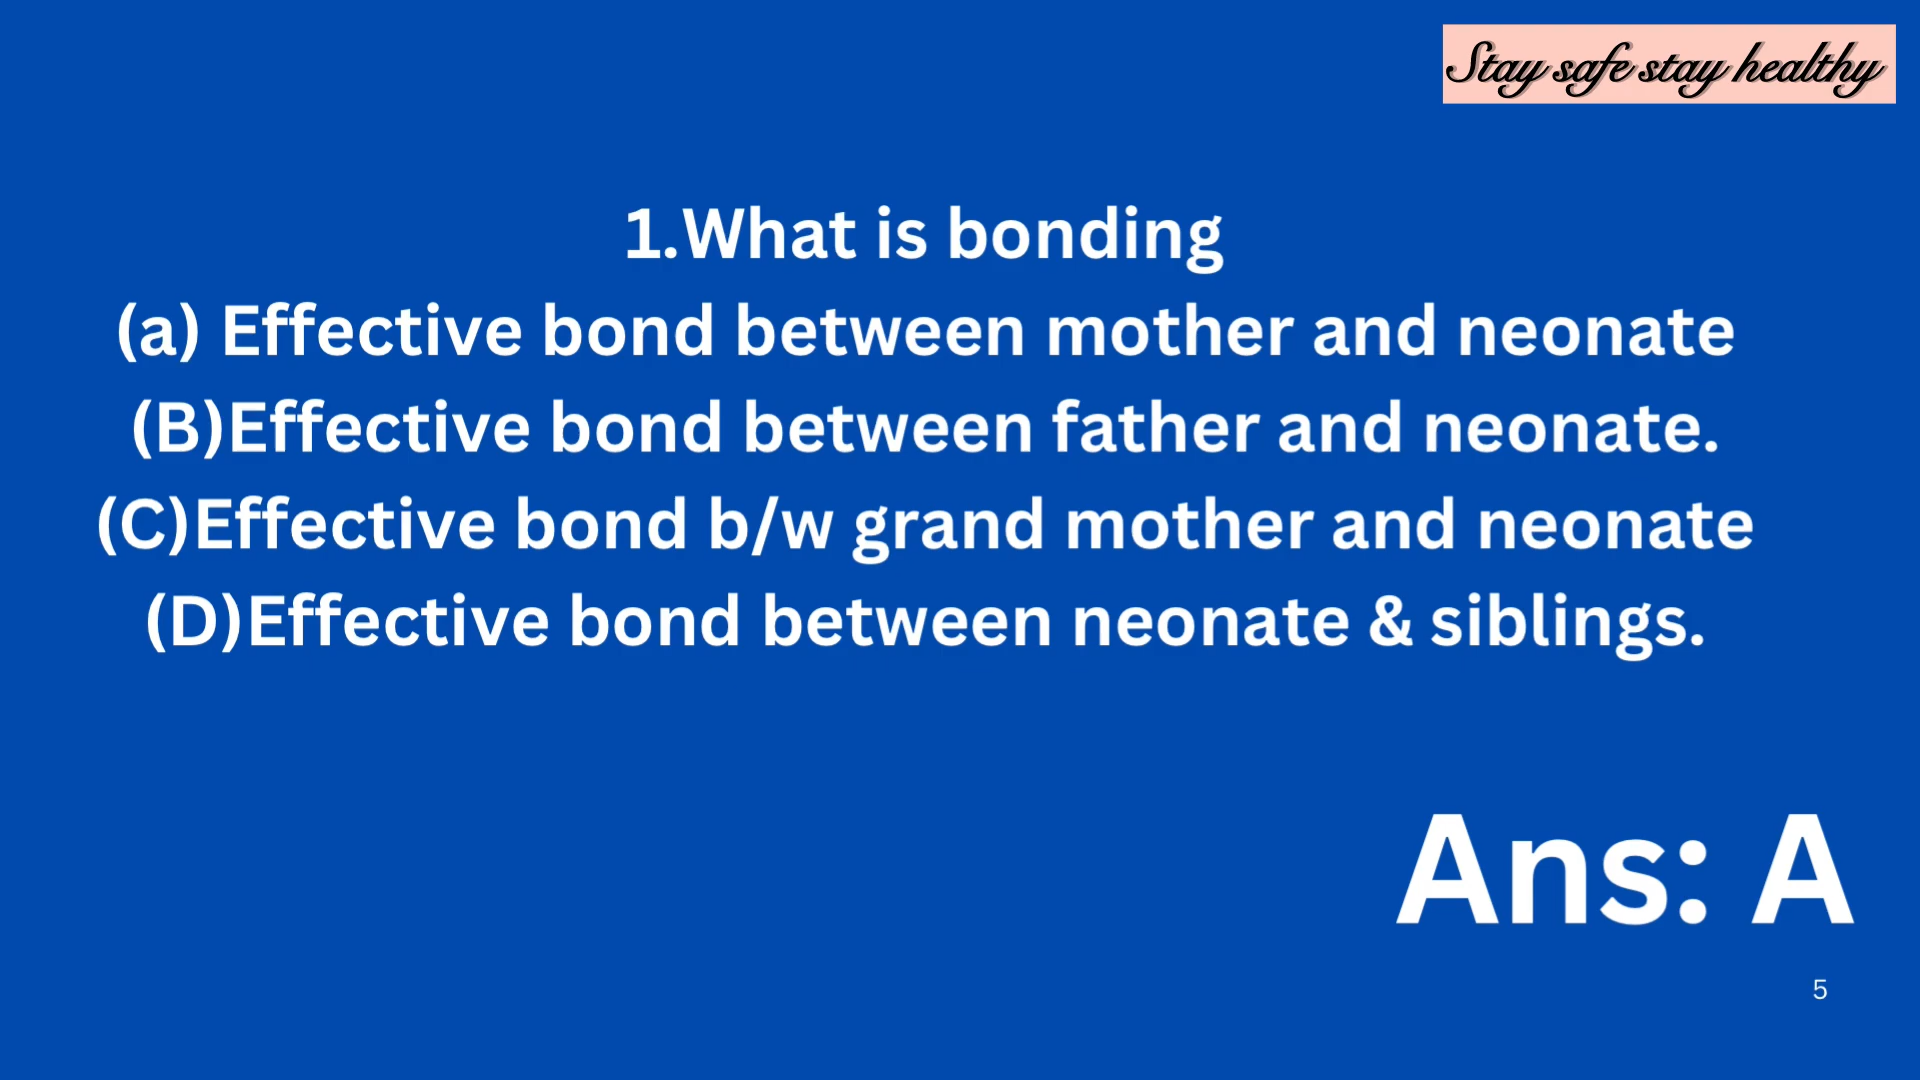 Stay safe stay healthy
1.What is bonding
(a) Effective bond between mother and neonate
(B)Effective bond between father and neonate.
(C)Effective bond b/w grand mother and neonate
(D)Effective bond between neonate & siblings.
Ans: A
5